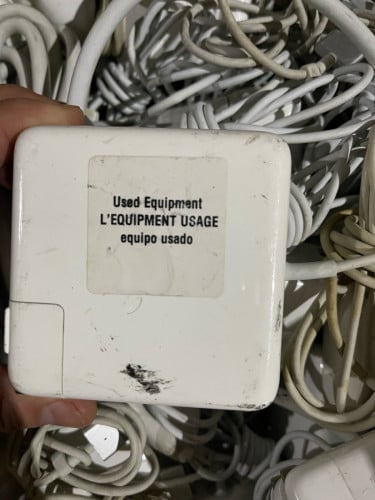 Used Equipment
L'EQUIPMENT USAGE
equipo usado